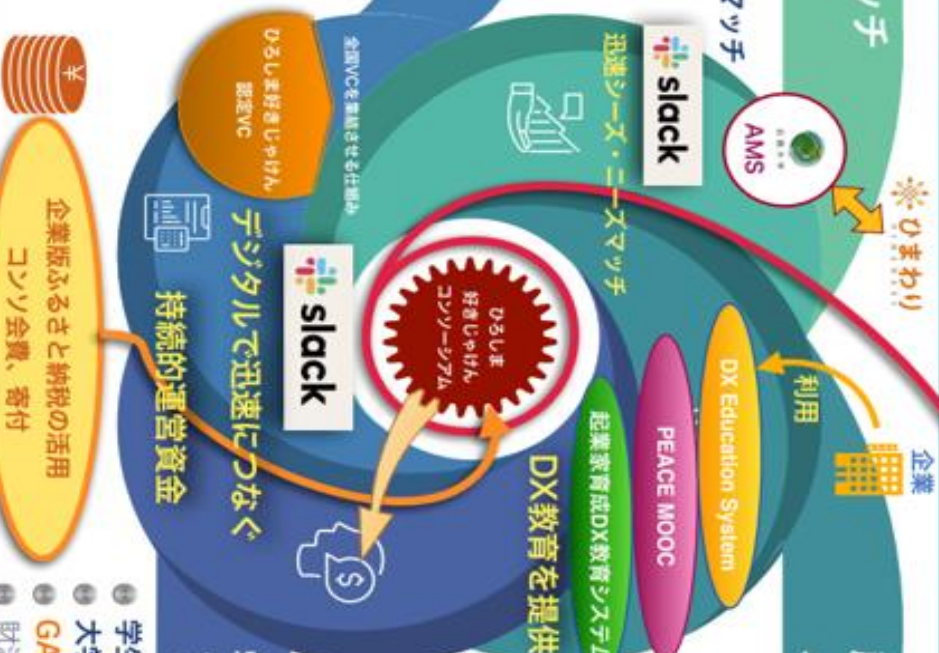 ッチ
マッチ
slack
迅速シーズ・ニーズマッチ
AMS
ひまわり
全国VCを集結させる仕組み
ひろしま好きじゃけん
認定VC
¥
企業版ふるさと納税の活用
コンソ会費、寄付
デジタルで迅速につなぐ
持続的運営資金
slack
ひろしま
好きじゃけん
コンソーシアム
企業
利用
DX Education System
PEACE MOOC
起業家育成DX教育システム
DX教育を提供
$
学
大
GA